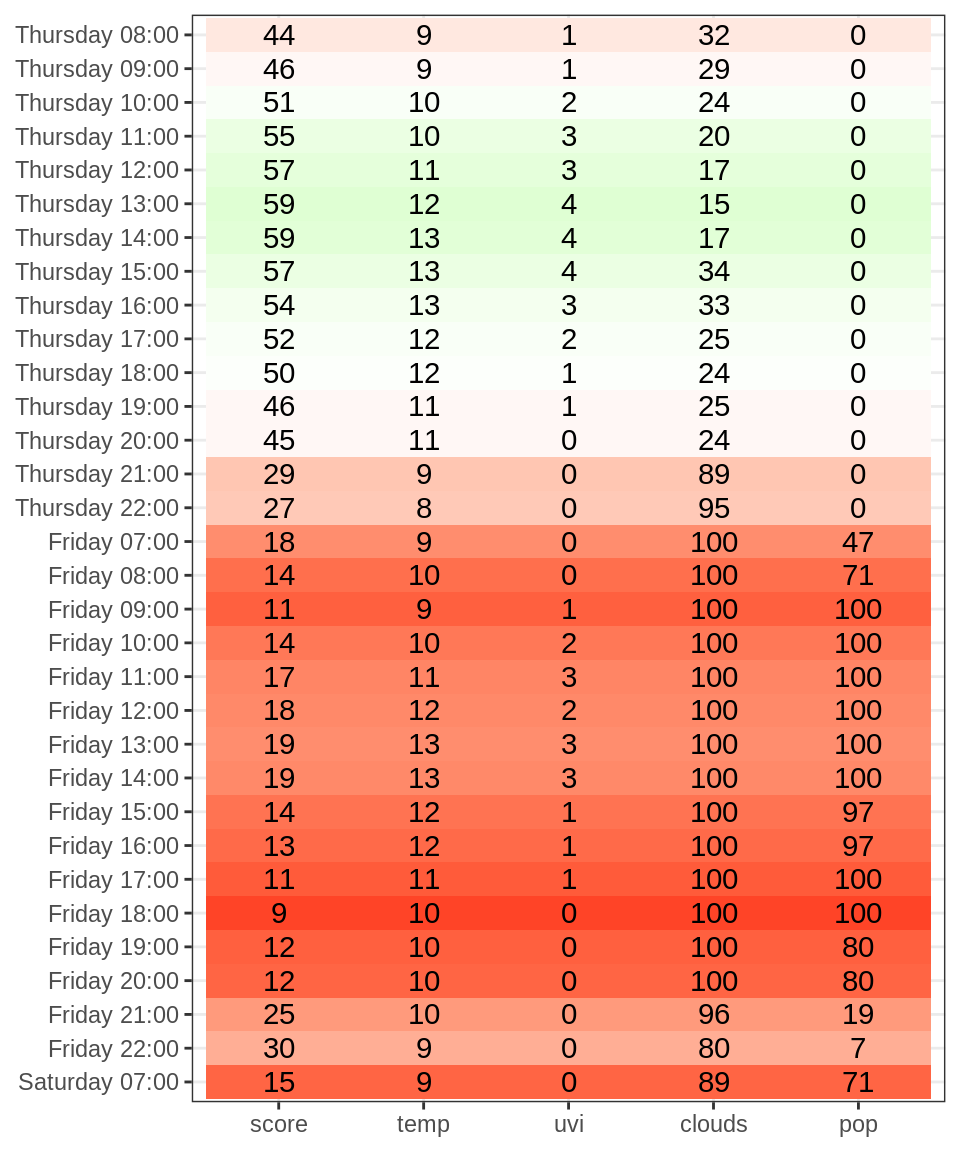 Thursday 08:00 44 9 1 32 0
Thursday 09:00 46 9 1 29 0
Thursday 10:00 51 10 2 24 0
Thursday 11:00 55 10 3 20 0
Thursday 12:00 57 11 3 17 0
Thursday 13:00 59 12 4 15 0
Thursday 14:00 59 13 4 17 0
Thursday 15:00 57 13 4 34 0
Thursday 16:00 54 13 3 33 0
Thursday 17:00 52 12 2 25 0
Thursday 18:00 50 12 1 24 0
Thursday 19:00 46 11 1 25 0
Thursday 20:00 45 11 0 24 0
Thursday 21:00 29 9 0 89 0
Thursday 22:00 27 8 0 95 0
Friday 07:00 18 9 0 100 47
Friday 08:00 14 10 0 100 71
Friday 09:00 11 9 1 100 100
Friday 10:00 14 10 2 100 100
Friday 11:00 17 11 3 100 100
Friday 12:00 18 12 2 100 100
Friday 13:00 19 13 3 100 100
Friday 14:00 19 13 3 100 100
Friday 15:00 14 12 1 100 97
Friday 16:00 13 12 1 100 97
Friday 17:00 11 11 1 100 100
Friday 18:00 9 10 0 100 100
Friday 19:00 12 10 0 100 80
Friday 20:00 12 10 0 100 80
Friday 21:00 25 10 0 96 19
Friday 22:00 30 9 0 80 7
Saturday 07:00 15 9 0 89 71
score temp uvi clouds pop